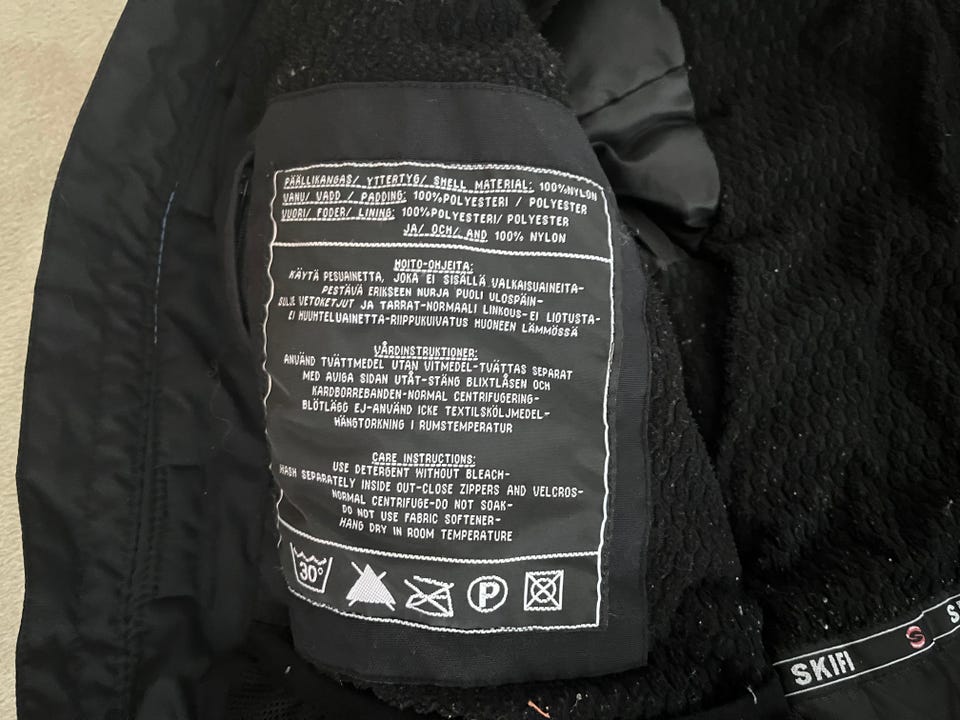 PÄÄLLIKANGAS/ YTTERTYG/ SHELL MATERIAL: 100%NYLON
VANU/ VADD / PADDING: 100%POLYESTERI / POLYESTER
VUORI/ FODER/ LINING: 100%POLYESTERI/ POLYESTER
JA/ OCH/ AND 100% NYLON
HOITO-OHJEITA:
KÄYTÄ PESUAINETTA, JOKA EI SISÄLLÄ VALKAISUAINEITA-
PESTÄVÄ ERIKSEEN NURJA PUOLI ULOSPÄIN-
SULJE VETOKETJUT JA TARRAT-NORMAALI LINKOUS-EI LIOTUSTA-
EI HUUHTELUAINETTA-RIIPPUKUIVATUS HUONEEN LÄMMÖSSÄ
VÅRDINSTRUKTIONER:
ANVÄND TVÄTTMEDEL UTAN VITMEDEL-TVÄTTAS SEPARAT
MED AVIGA SIDAN UTÅT-STÄNG BLIXTLÅSEN OCH
KARDBORREBANDEN-NORMAL CENTRIFUGERING-
BLÖTLÄGG EJ-ANVÄND ICKE TEXTILSKÖLJMEDEL-
HÄNGTORKNING I RUMSTEMPERATUR
CARE INSTRUCTIONS:
USE DETERGENT WITHOUT BLEACH-
WASH SEPARATELY INSIDE OUT-CLOSE ZIPPERS AND VELCROS-
NORMAL CENTRIFUGE-DO NOT SOAK-
DO NOT USE FABRIC SOFTENER-
HANG DRY IN ROOM TEMPERATURE
30° P
SKIFI S